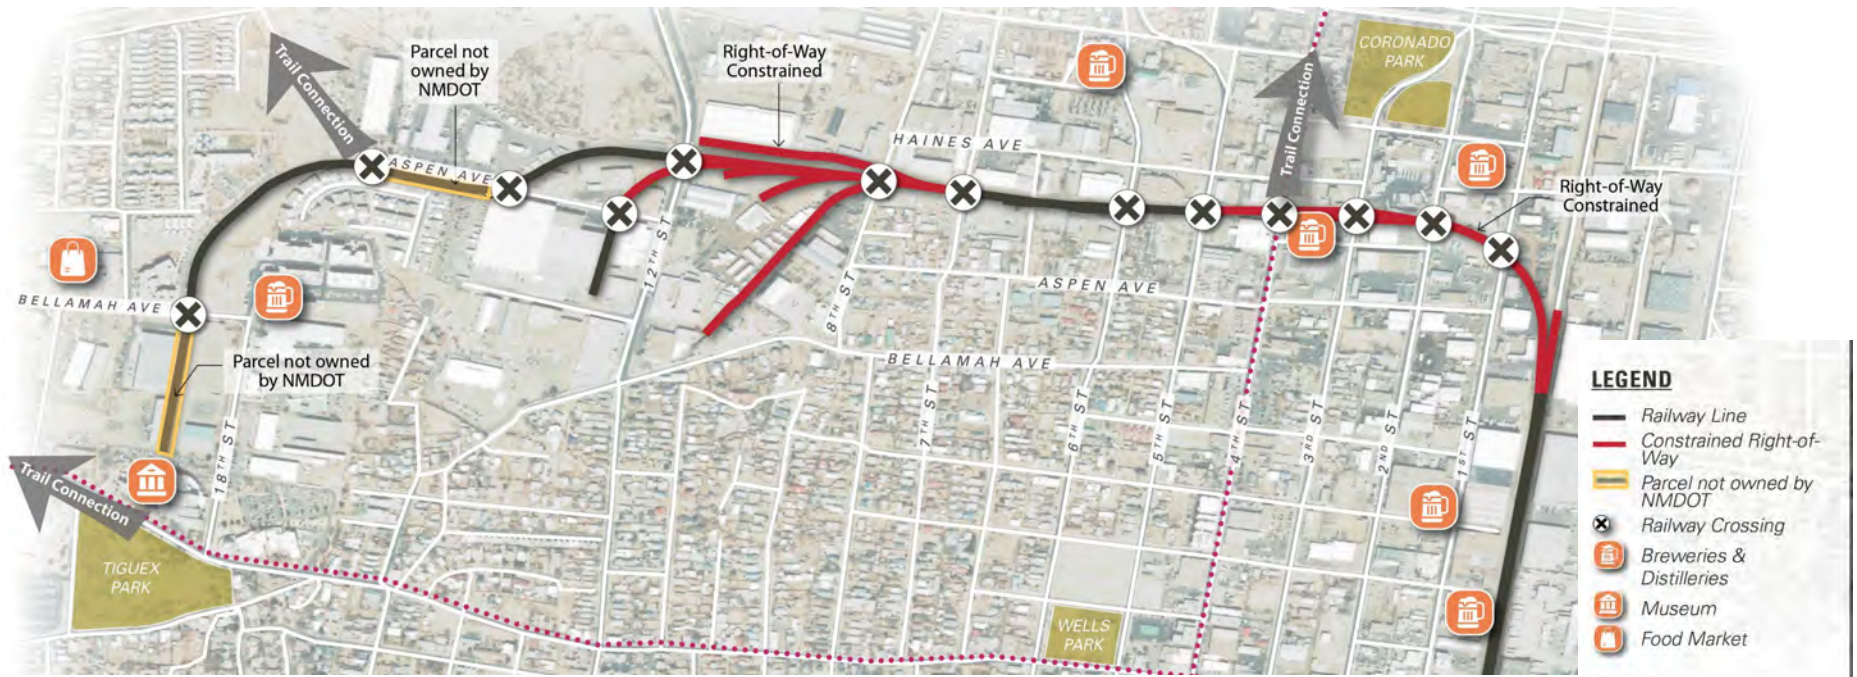 Trail Connection
Parcel not
owned by
NMDOT
Right-of-Way
Constrained
CORONADO
PARK
Trail Connection
HAINES AVE
ASPEN AVE
Right-of-Way
Constrained
12TH ST
8TH ST
ASPEN AVE
BELLAMAH AVE
Parcel not owned
by NMDOT
BELLAMAH AVE
18TH ST
7TH ST
6TH ST
5TH ST
4TH ST
3RD ST
2ND ST
1ST ST
Trail Connection
TIGUEX
PARK
WELLS
PARK
LEGEND
Railway Line
Constrained Right-of-
Way
Parcel not owned by
NMDOT
Railway Crossing
Breweries &
Distilleries
Museum
Food Market